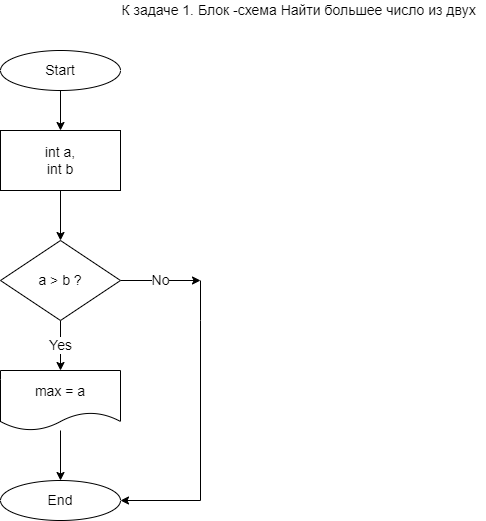 К задаче 1. Блок -схема Найти большее число из двух
Start
int a,
int b
a > b ?
No
Yes
max = a
End